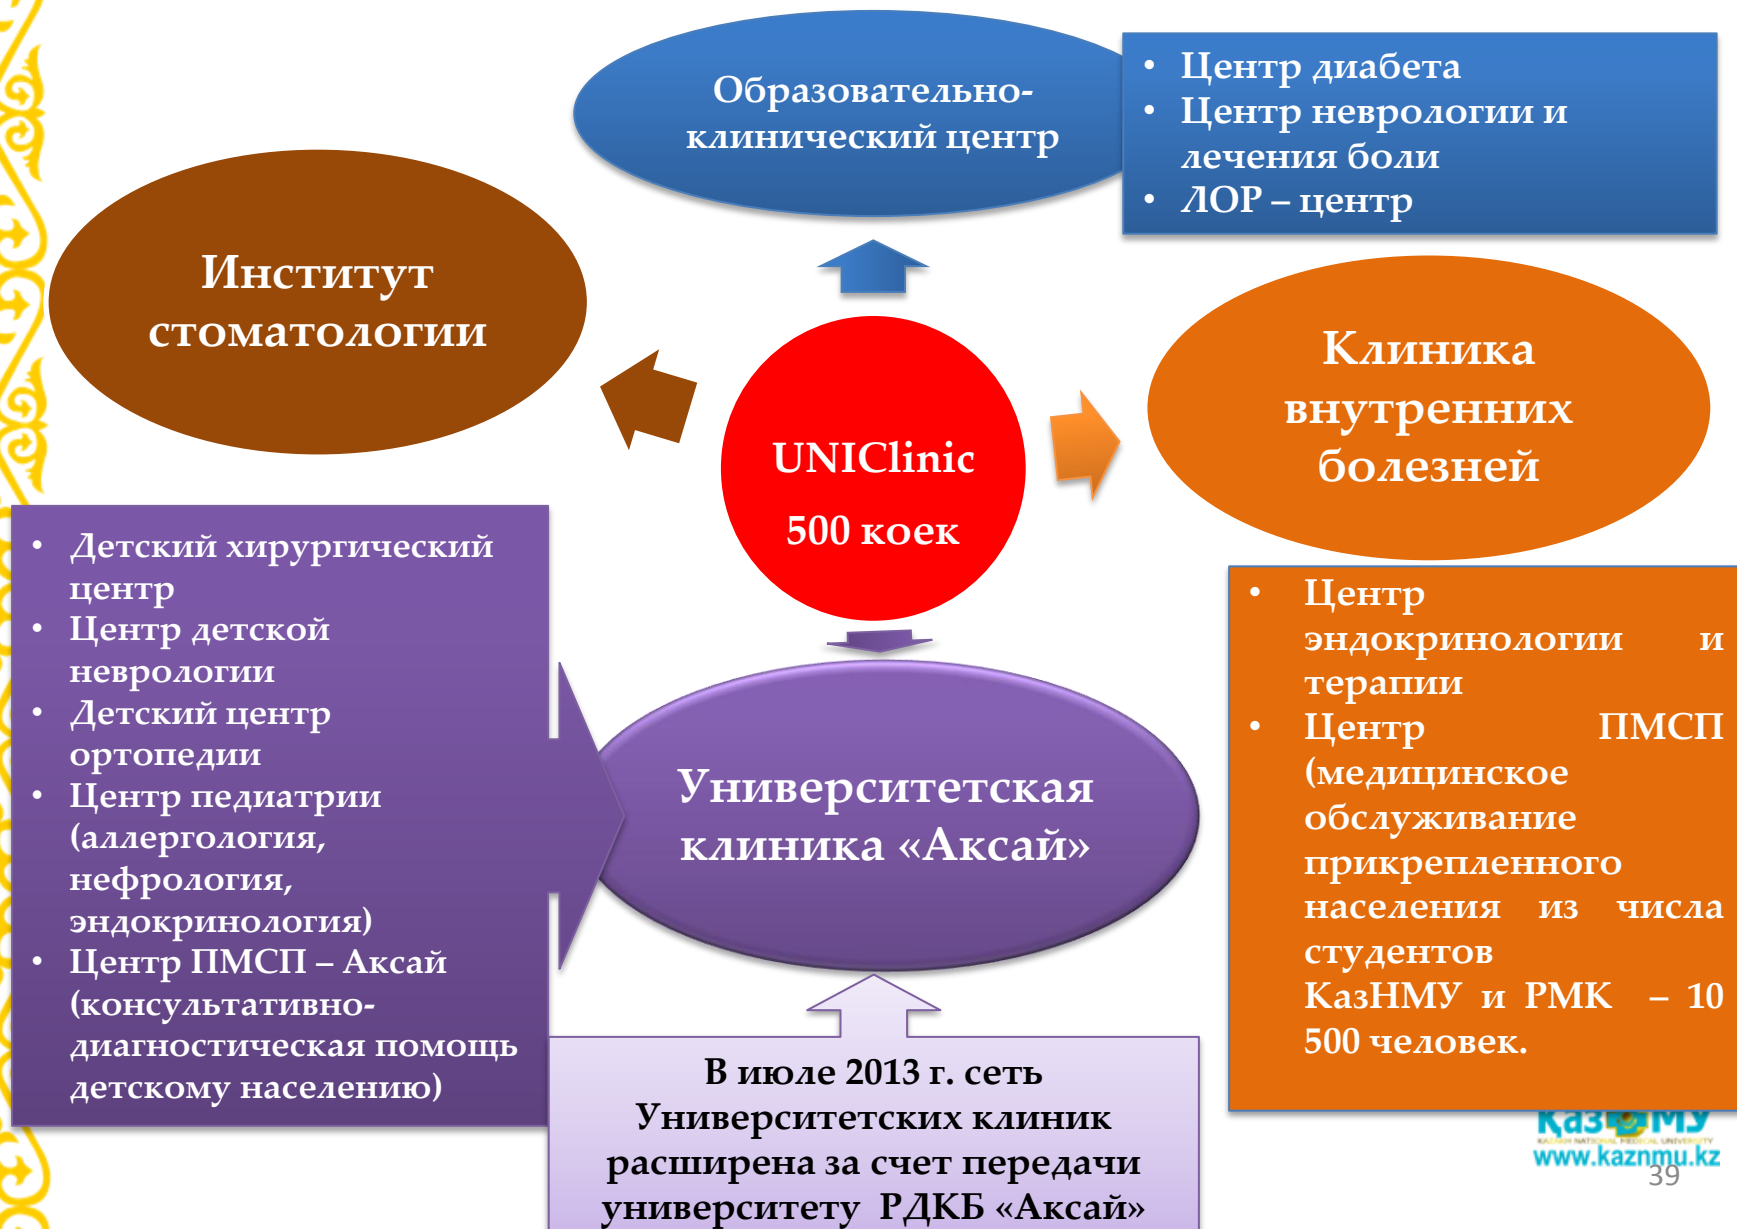 Образовательно-
клинический центр
• Центр диабета
• Центр неврологии и
лечения боли
• ЛОР – центр
Институт
стоматологии
Клиника
внутренних
болезней
UNIClinic
500 коек
• Детский хирургический
центр
• Центр детской
неврологии
• Детский центр
ортопедии
• Центр педиатрии
(аллергология,
нефрология,
эндокринология)
• Центр ПМСП – Аксай
(консультативно-
диагностическая помощь
детскому населению)
• Центр
эндокринологии и
терапии
• Центр ПМСП
(медицинское
обслуживание
прикрепленного
населения из числа
студентов
КазНМУ и РМК – 10
500 человек.
Университетская
клиника «Аксай»
В июле 2013 г. сеть
Университетских клиник
расширена за счет передачи
университету РДКБ «Аксай»
KAZAKH NATIONAL MEDICAL UNIVERSITY
www.kaznmu.kz
39